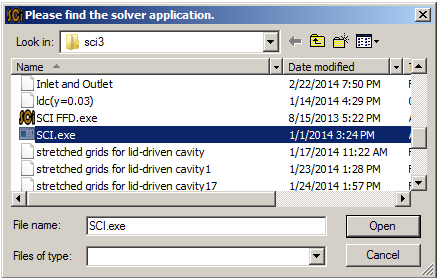 SCI Please find the solver application.
Look in: sci3
Name Date modified
Inlet and Outlet 2/22/2014 7:50 PM
ldc(y=0.03) 1/14/2014 4:29 PM
SCI FFD.exe 8/15/2013 5:22 PM
SCI.exe 1/1/2014 3:24 PM
stretched grids for lid-driven cavity 1/17/2014 11:22 AM
stretched grids for lid-driven cavity1 1/23/2014 1:28 PM
stretched grids for lid-driven cavity17 1/24/2014 1:57 PM
File name: SCI.exe Open
Files of type: Cancel